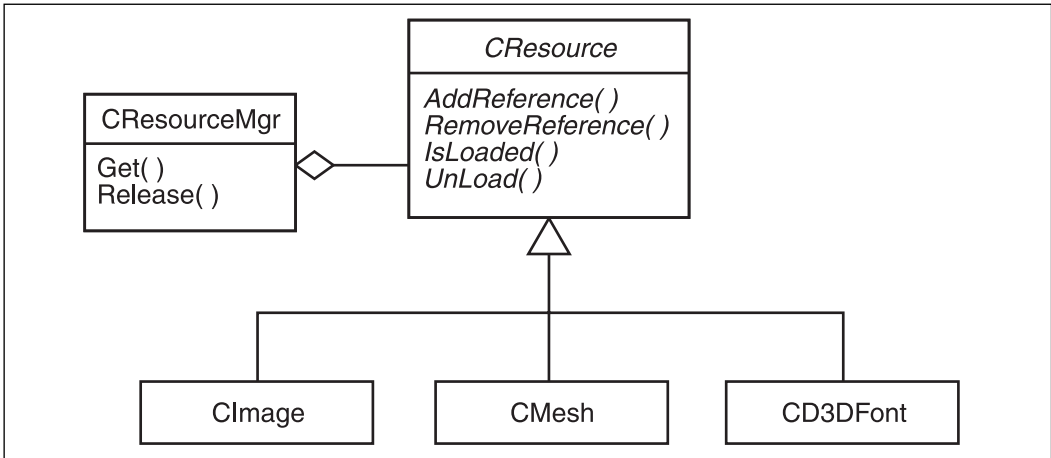 CResource
AddReference( )
RemoveReference( )
IsLoaded( )
UnLoad( )
CResourceMgr
Get( )
Release( )
CImage
CMesh
CD3DFont